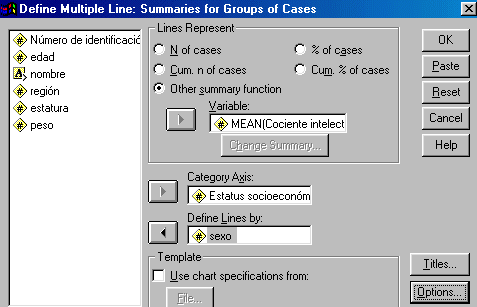 Define Multiple Line: Summaries for Groups of Cases
Número de identificació
edad
nombre
región
estatura
peso
Lines Represent
N of cases
% of cases
Cum. n of cases
Cum. % of cases
Other summary function
Variable:
MEAN(Cociente intelect
Change Summary...
Category Axis:
Estatus socioeconóm
Define Lines by:
sexo
Template
Use chart specifications from:
File...
OK
Paste
Reset
Cancel
Help
Titles...
Options...